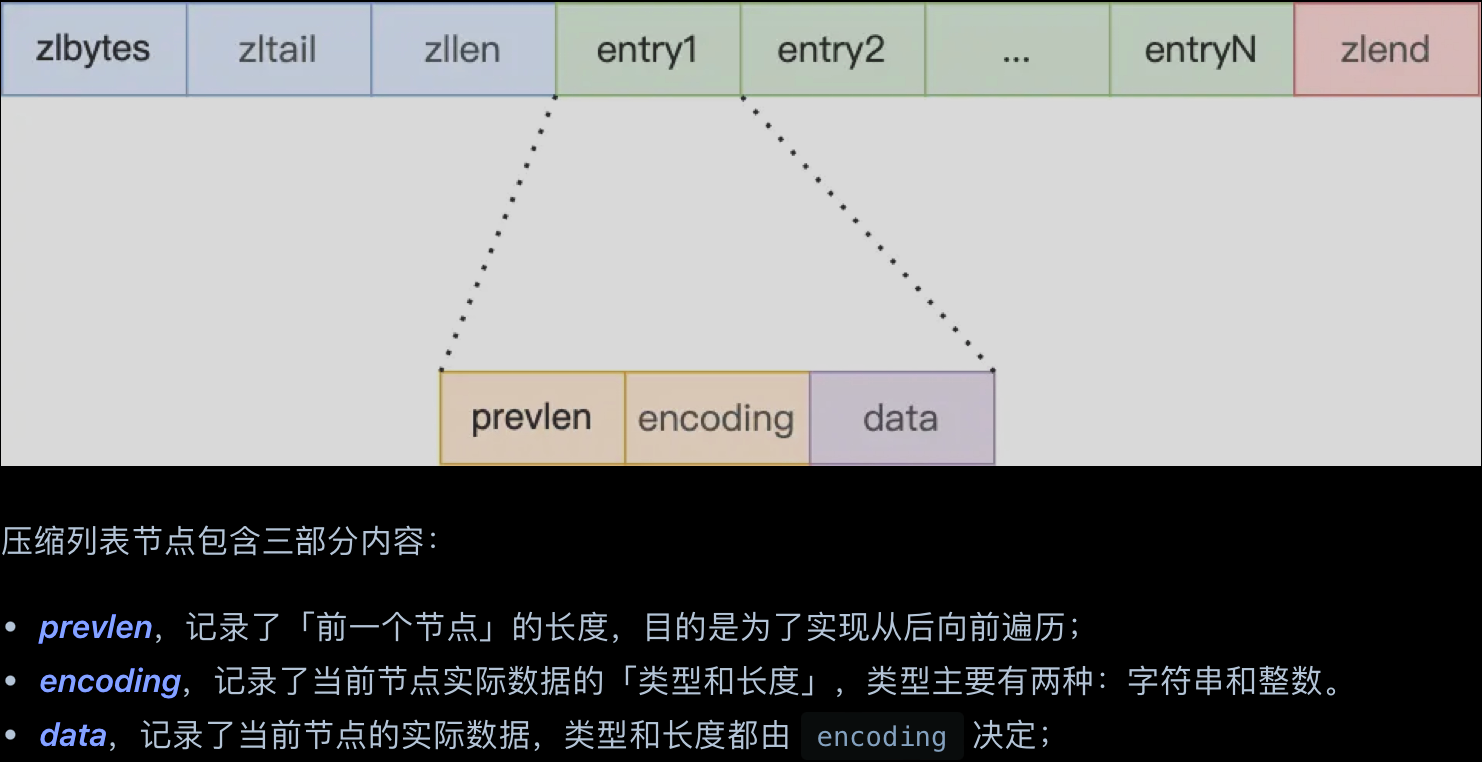 zlbytes zltail zllen entry1 entry2 ... entryN zlend
prevlen encoding data
压缩列表节点包含三部分内容：
• prevlen，记录了「前一个节点」的长度，目的是为了实现从后向前遍历；
• encoding，记录了当前节点实际数据的「类型和长度」，类型主要有两种：字符串和整数。
• data，记录了当前节点的实际数据，类型和长度都由 encoding 决定；